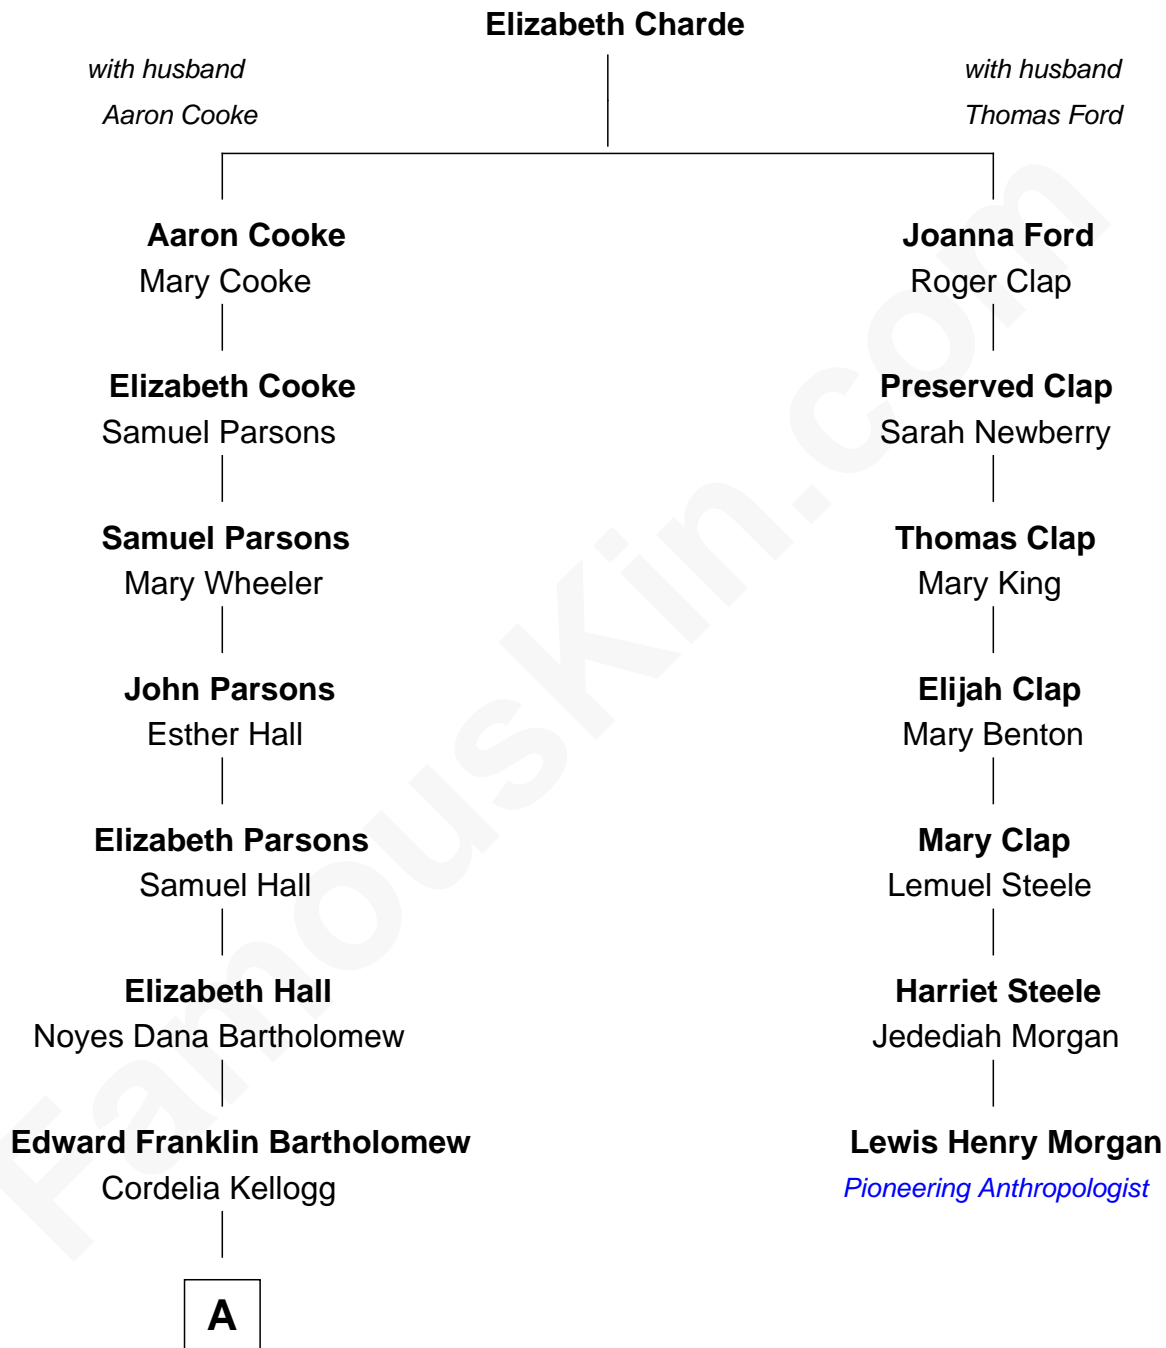 Elizabeth Charde
with husband
Aaron Cooke
with husband
Thomas Ford
Aaron Cooke
Mary Cooke
Joanna Ford
Roger Clap
Elizabeth Cooke
Samuel Parsons
Preserved Clap
Sarah Newberry
Samuel Parsons
Mary Wheeler
Thomas Clap
Mary King
John Parsons
Esther Hall
Elijah Clap
Mary Benton
Elizabeth Parsons
Samuel Hall
Mary Clap
Lemuel Steele
Elizabeth Hall
Noyes Dana Bartholomew
Harriet Steele
Jedediah Morgan
Edward Franklin Bartholomew
Cordelia Kellogg
Lewis Henry Morgan
Pioneering Anthropologist
A
FamousKin.com